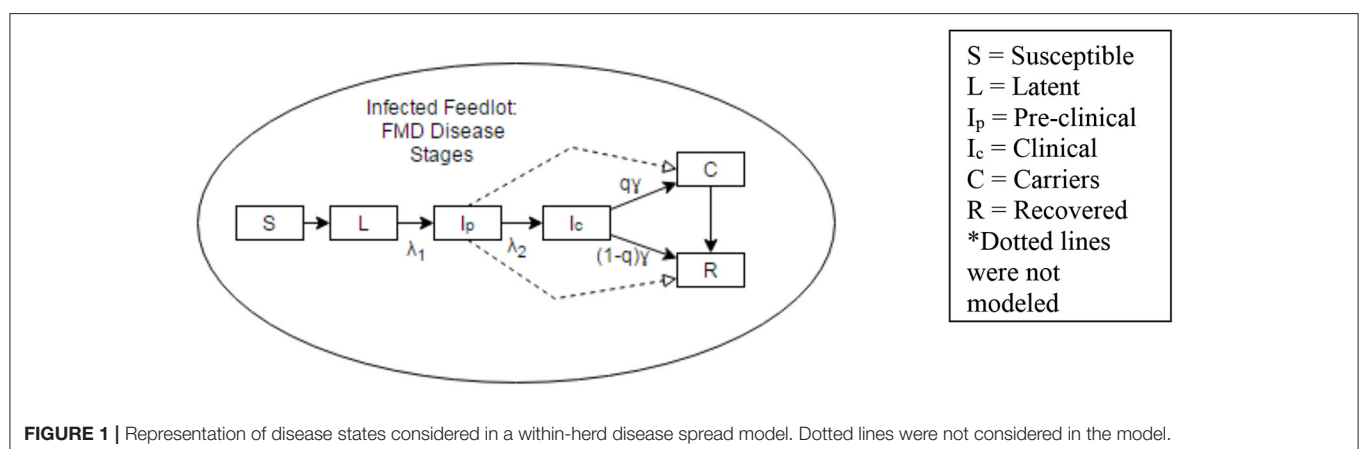 Infected Feedlot:
FMD Disease
Stages
S
L
Ip
Ic
C
R
λ1
λ2
qɣ
(1-q)ɣ
S = Susceptible
L = Latent
Ip = Pre-clinical
Ic = Clinical
C = Carriers
R = Recovered
*Dotted lines
were not
modeled
FIGURE 1 | Representation of disease states considered in a within-herd disease spread model. Dotted lines were not considered in the model.